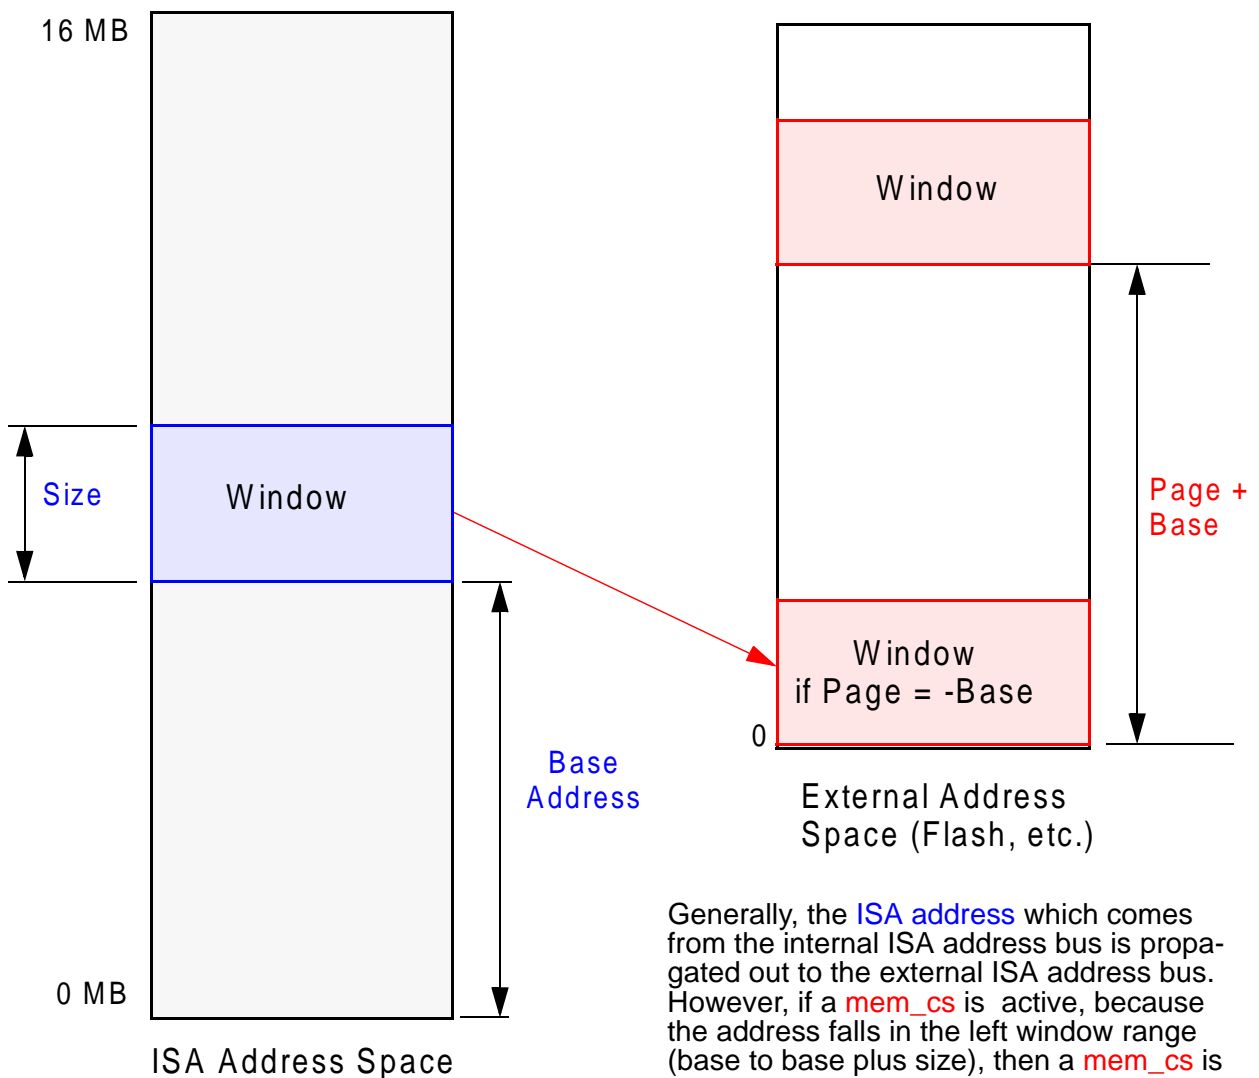 16 MB
Window
Size
Window
Page +
Base
Window
if Page = -Base
0
Base
Address
External Address
Space (Flash, etc.)
0 MB
ISA Address Space
Generally, the ISA address which comes
from the internal ISA address bus is propa-
gated out to the external ISA address bus.
However, if a mem_cs is active, because
the address falls in the left window range
(base to base plus size), then a mem_cs is